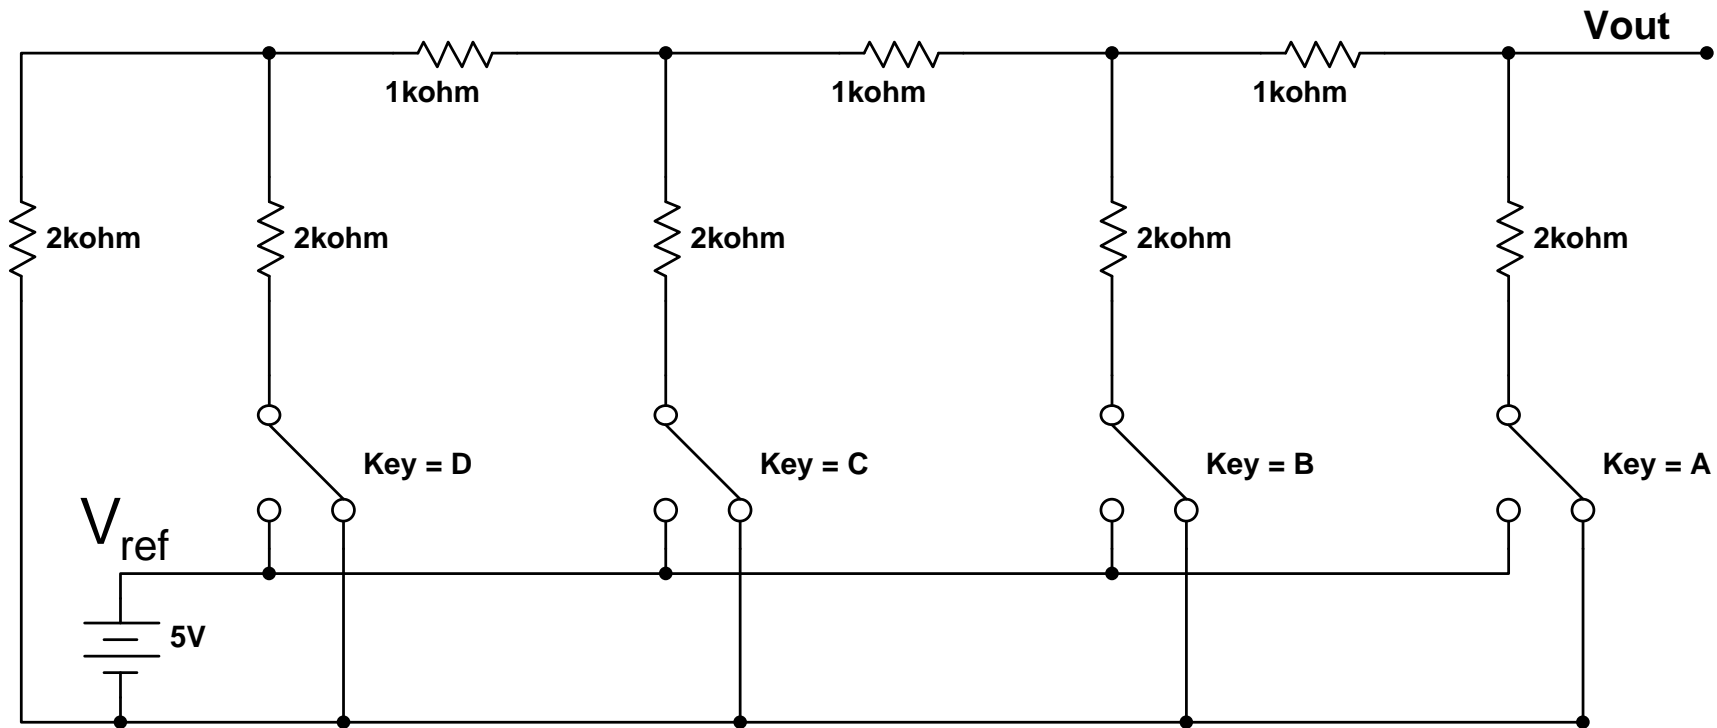 Vout
1kohm
1kohm
1kohm
2kohm
2kohm
2kohm
2kohm
2kohm
Key = D
Key = C
Key = B
Key = A
Vref
5V